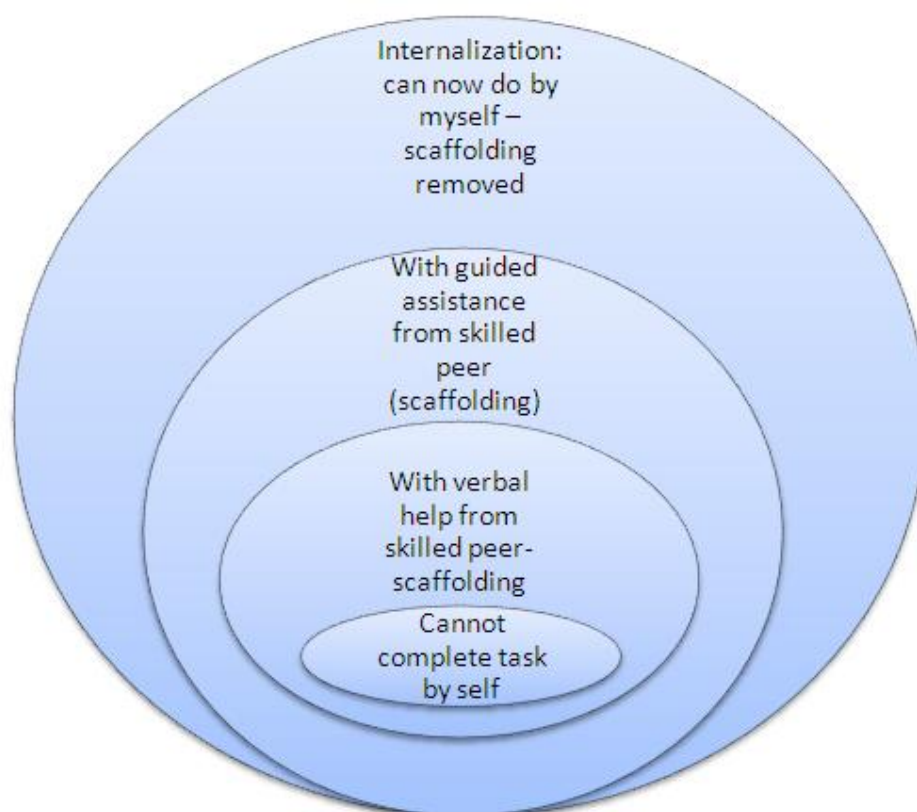 Internalization:
can now do by
myself –
scaffolding
removed
With guided
assistance
from skilled
peer
(scaffolding)
With verbal
help from
skilled peer-
scaffolding
Cannot
complete task
by self